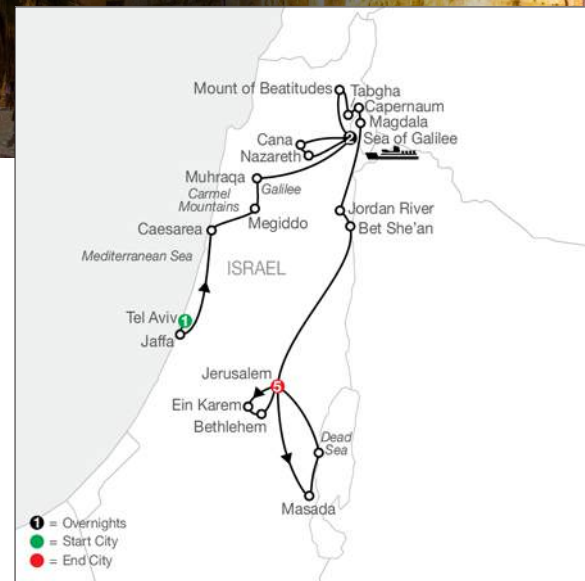 Mount of Beatitudes
Tabgha
Capernaum
Magdala
Cana
2
Sea of Galilee
Nazareth
Muhraqa
Galilee
Carmel
Mountains
Megiddo
Jordan River
Bet She'an
Caesarea
Mediterranean Sea
ISRAEL
Tel Aviv
1
Jaffa
Jerusalem
5
Ein Karem
Bethlehem
Dead
Sea
Masada
1 = Overnights
= Start City
= End City